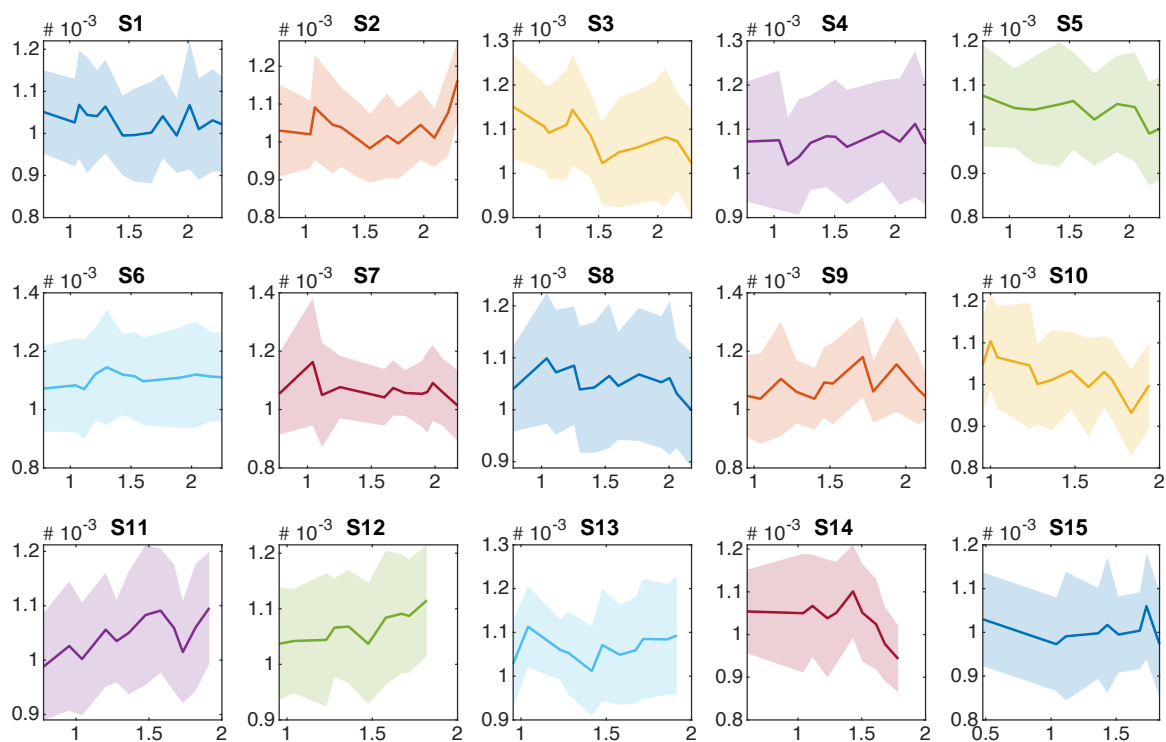 # 10-3 S1 # 10-3 S2 # 10-3 S3 # 10-3 S4 # 10-3 S5
1.2 1.2 1.3 1.3 1.2
1.1 1.1 1.2 1.2 1.1
1 1 1.1 1.1 1
0.9 0.9 1 1 0.9
0.8 0.8 0.9 0.9 0.8
1 1.5 2 1 1.5 2 1 1.5 2 1 1.5 2 1 1.5 2
# 10-3 S6 # 10-3 S7 # 10-3 S8 # 10-3 S9 # 10-3 S10
1.4 1.4 1.2 1.4 1.2
1.2 1.2 1.1 1.2 1.1
1 1 1 1 1
0.8 0.8 0.9 0.8 0.9
0.8
1 1.5 2 1 1.5 2 1 1.5 2 1 1.5 2 1 1.5 2
# 10-3 S11 # 10-3 S12 # 10-3 S13 # 10-3 S14 # 10-3 S15
1.2 1.2 1.3 1.2 1.2
1.1 1.1 1.2 1.1 1.1
1 1 1.1 1 1
0.9 0.9 1 0.9 0.9
0.9 0.8 0.8
1 1.5 2 1 1.5 2 1 1.5 2 1 1.5 2 0.5 1 1.5